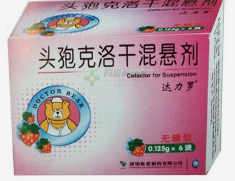 头孢克洛干混悬剂
Cefaclor for Suspension
达力芬
DOCTOR BEAR
无糖型
0.125g × 6 袋